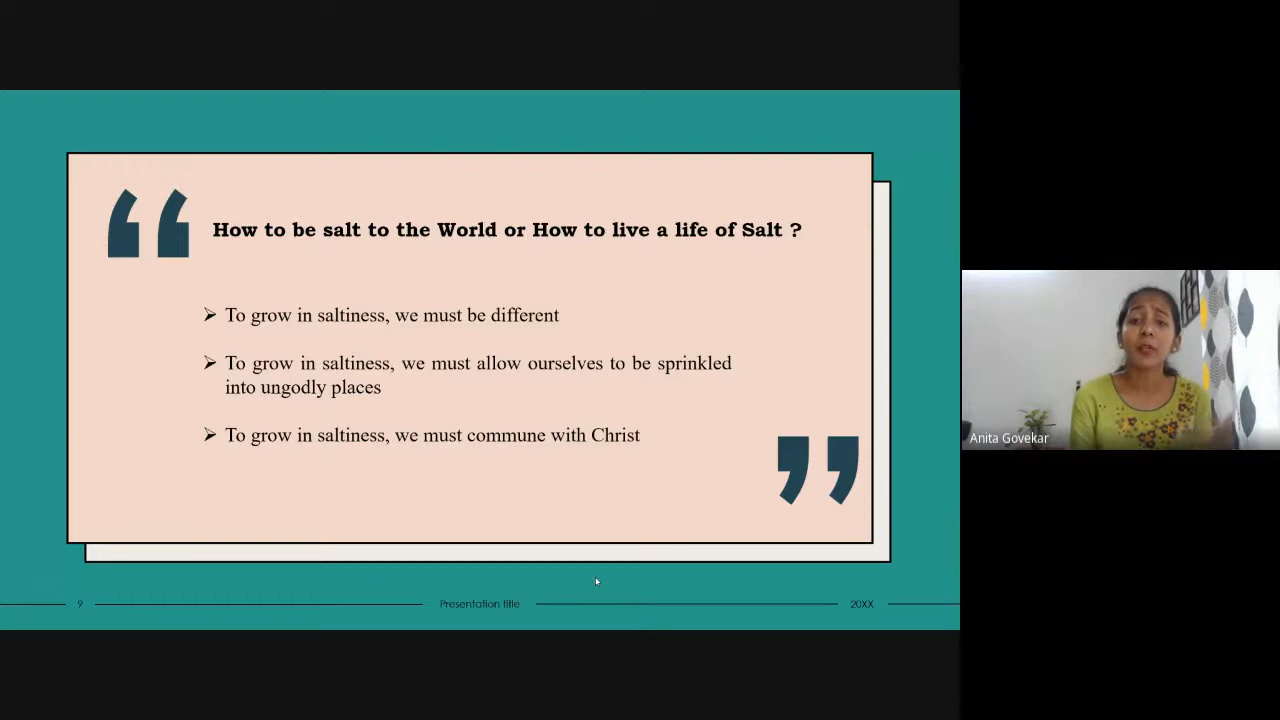 How to be salt to the World or How to live a life of Salt ?
➢ To grow in saltiness, we must be different
➢ To grow in saltiness, we must allow ourselves to be sprinkled
into ungodly places
➢ To grow in saltiness, we must commune with Christ
9
Presentation title
20XX
Anita Govekar